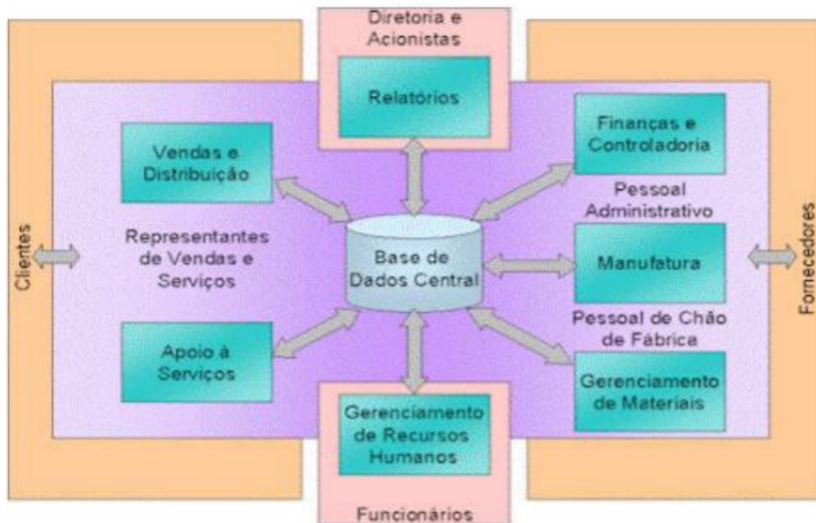 Diretoria e
Acionistas
Relatórios
Vendas e
Distribuição
Finanças e
Controladoria
Pessoal
Administrativo
Representantes
de Vendas e
Serviços
Base de
Dados Central
Manufatura
Clientes
Fornecedores
Pessoal de Chão
de Fábrica
Apoio à
Serviços
Gerenciamento
de Materiais
Gerenciamento
de Recursos
Humanos
Funcionários